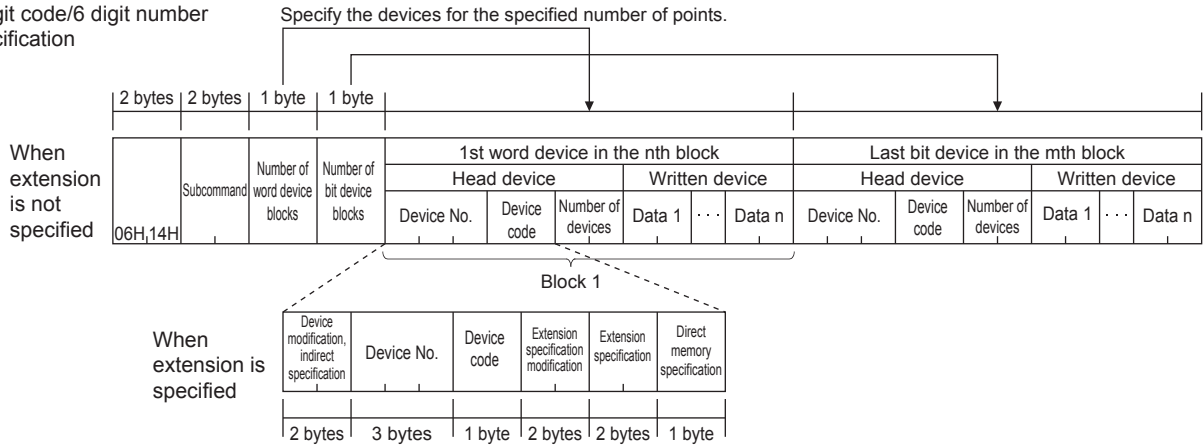 git code/6 digit number
cification
Specify the devices for the specified number of points.
2 bytes 2 bytes 1 byte 1 byte
When
extension
is not
specified
06H 14H
Subcommand
Number of
word device
blocks
Number of
bit device
blocks
1st word device in the nth block
Head device
Written device
Device No.
Device
code
Number of
devices
Data 1
· · ·
Data n
Last bit device in the mth block
Head device
Written device
Device No.
Device
code
Number of
devices
Data 1
· · ·
Data n
Block 1
When
extension is
specified
Device
modification,
indirect
specification
Device No.
Device
code
Extension
specification
modification
Extension
specification
Direct
memory
specification
2 bytes 3 bytes 1 byte 2 bytes 2 bytes 1 byte